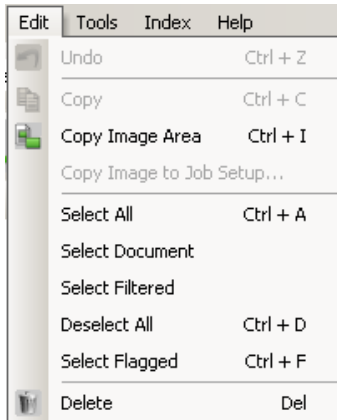 Edit Tools Index Help
Undo Ctrl + Z
Copy Ctrl + C
Copy Image Area Ctrl + I
Copy Image to Job Setup...
Select All Ctrl + A
Select Document
Select Filtered
Deselect All Ctrl + D
Select Flagged Ctrl + F
Delete Del